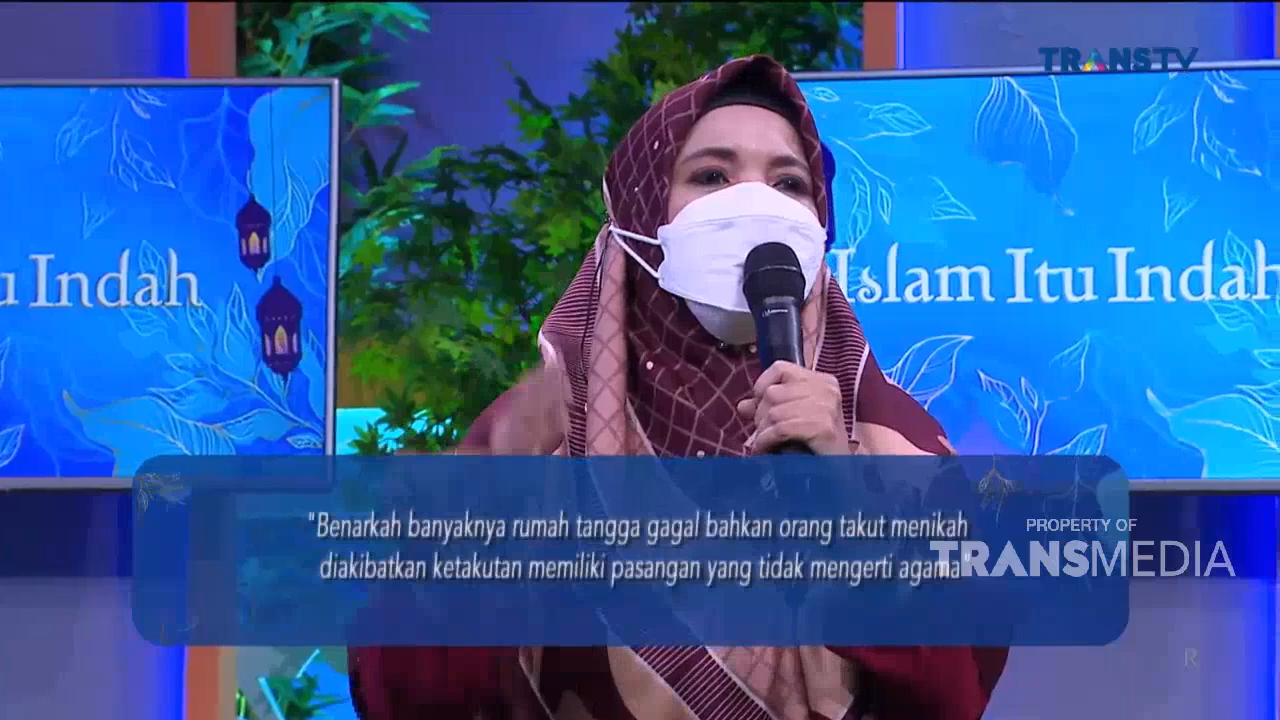 TRANSTV
u Indah
Islam Itu Indah
"Benarkah banyaknya rumah tangga gagal bahkan orang takut menikah
diakibatkan ketakutan memiliki pasangan yang tidak mengerti agama"
PROPERTY OF
TRANSMEDIA
R